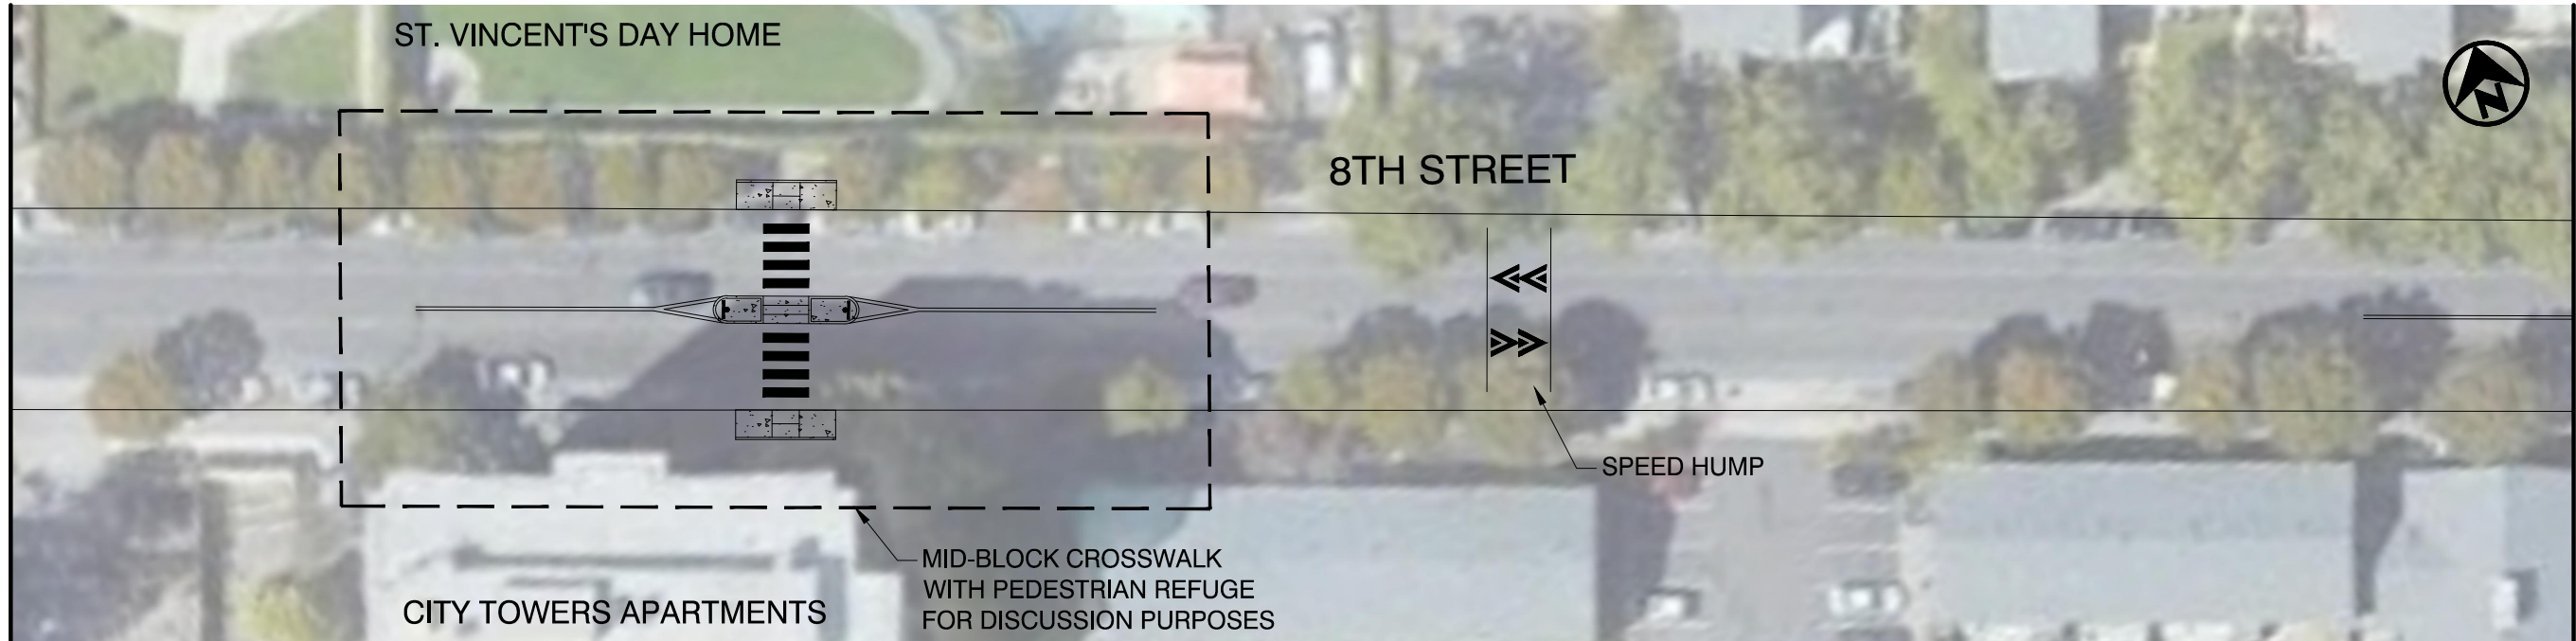 ST. VINCENT'S DAY HOME
8TH STREET
N
SPEED HUMP
MID-BLOCK CROSSWALK
WITH PEDESTRIAN REFUGE
FOR DISCUSSION PURPOSES
CITY TOWERS APARTMENTS